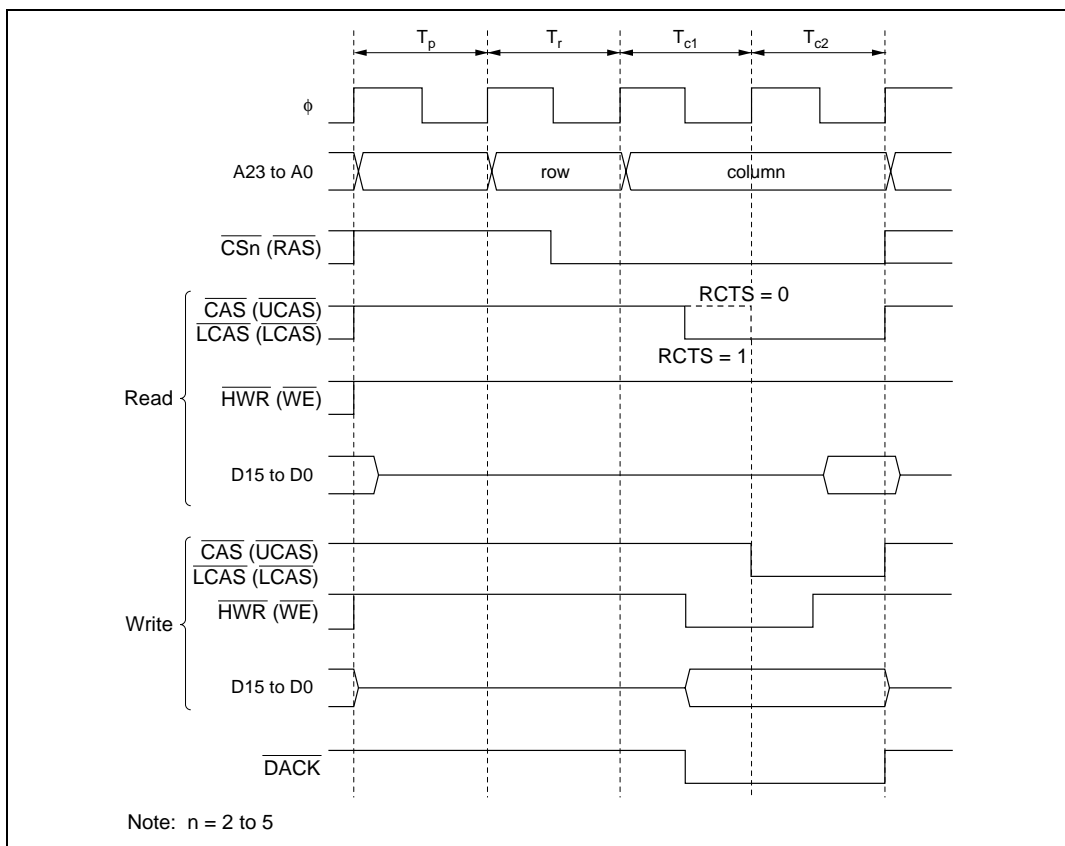 Tp Tr Tc1 Tc2
ϕ
A23 to A0 row column
CSn (RAS)
RCTS = 0
CAS (UCAS)
LCAS (LCAS)
RCTS = 1
Read
HWR (WE)
D15 to D0
CAS (UCAS)
LCAS (LCAS)
HWR (WE)
Write
D15 to D0
DACK
Note: n = 2 to 5